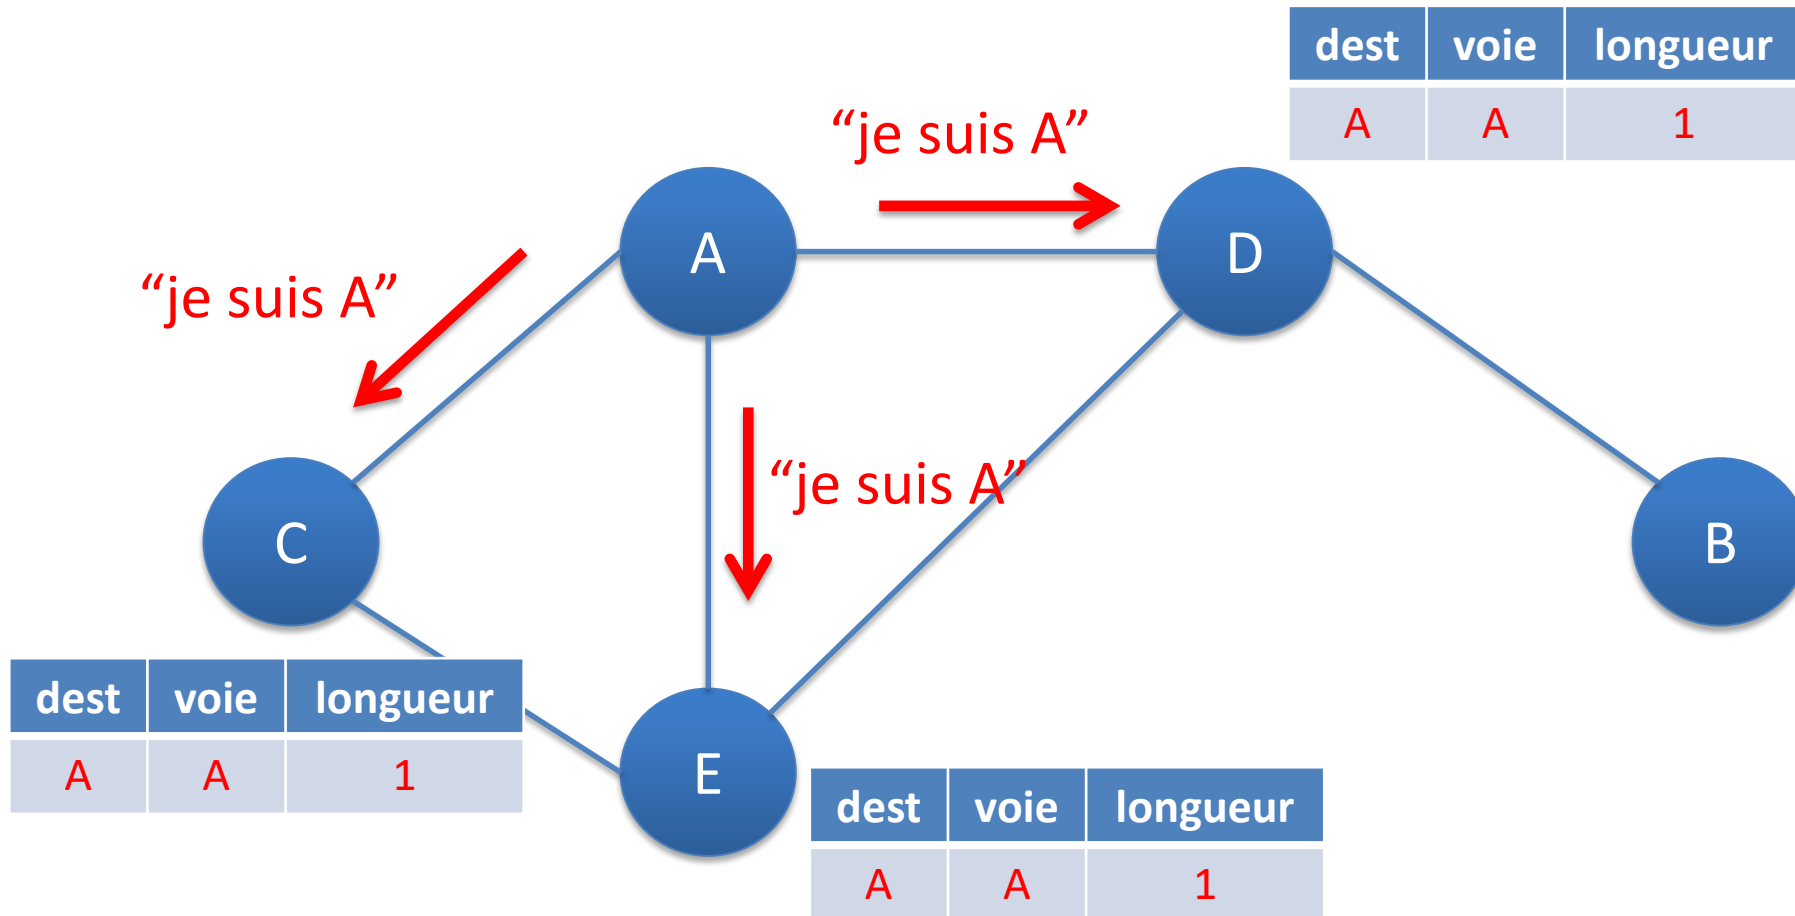 dest voie longueur
A A 1
“je suis A”
A
D
“je suis A”
“je suis A”
C
B
dest voie longueur
A A 1
E
dest voie longueur
A A 1